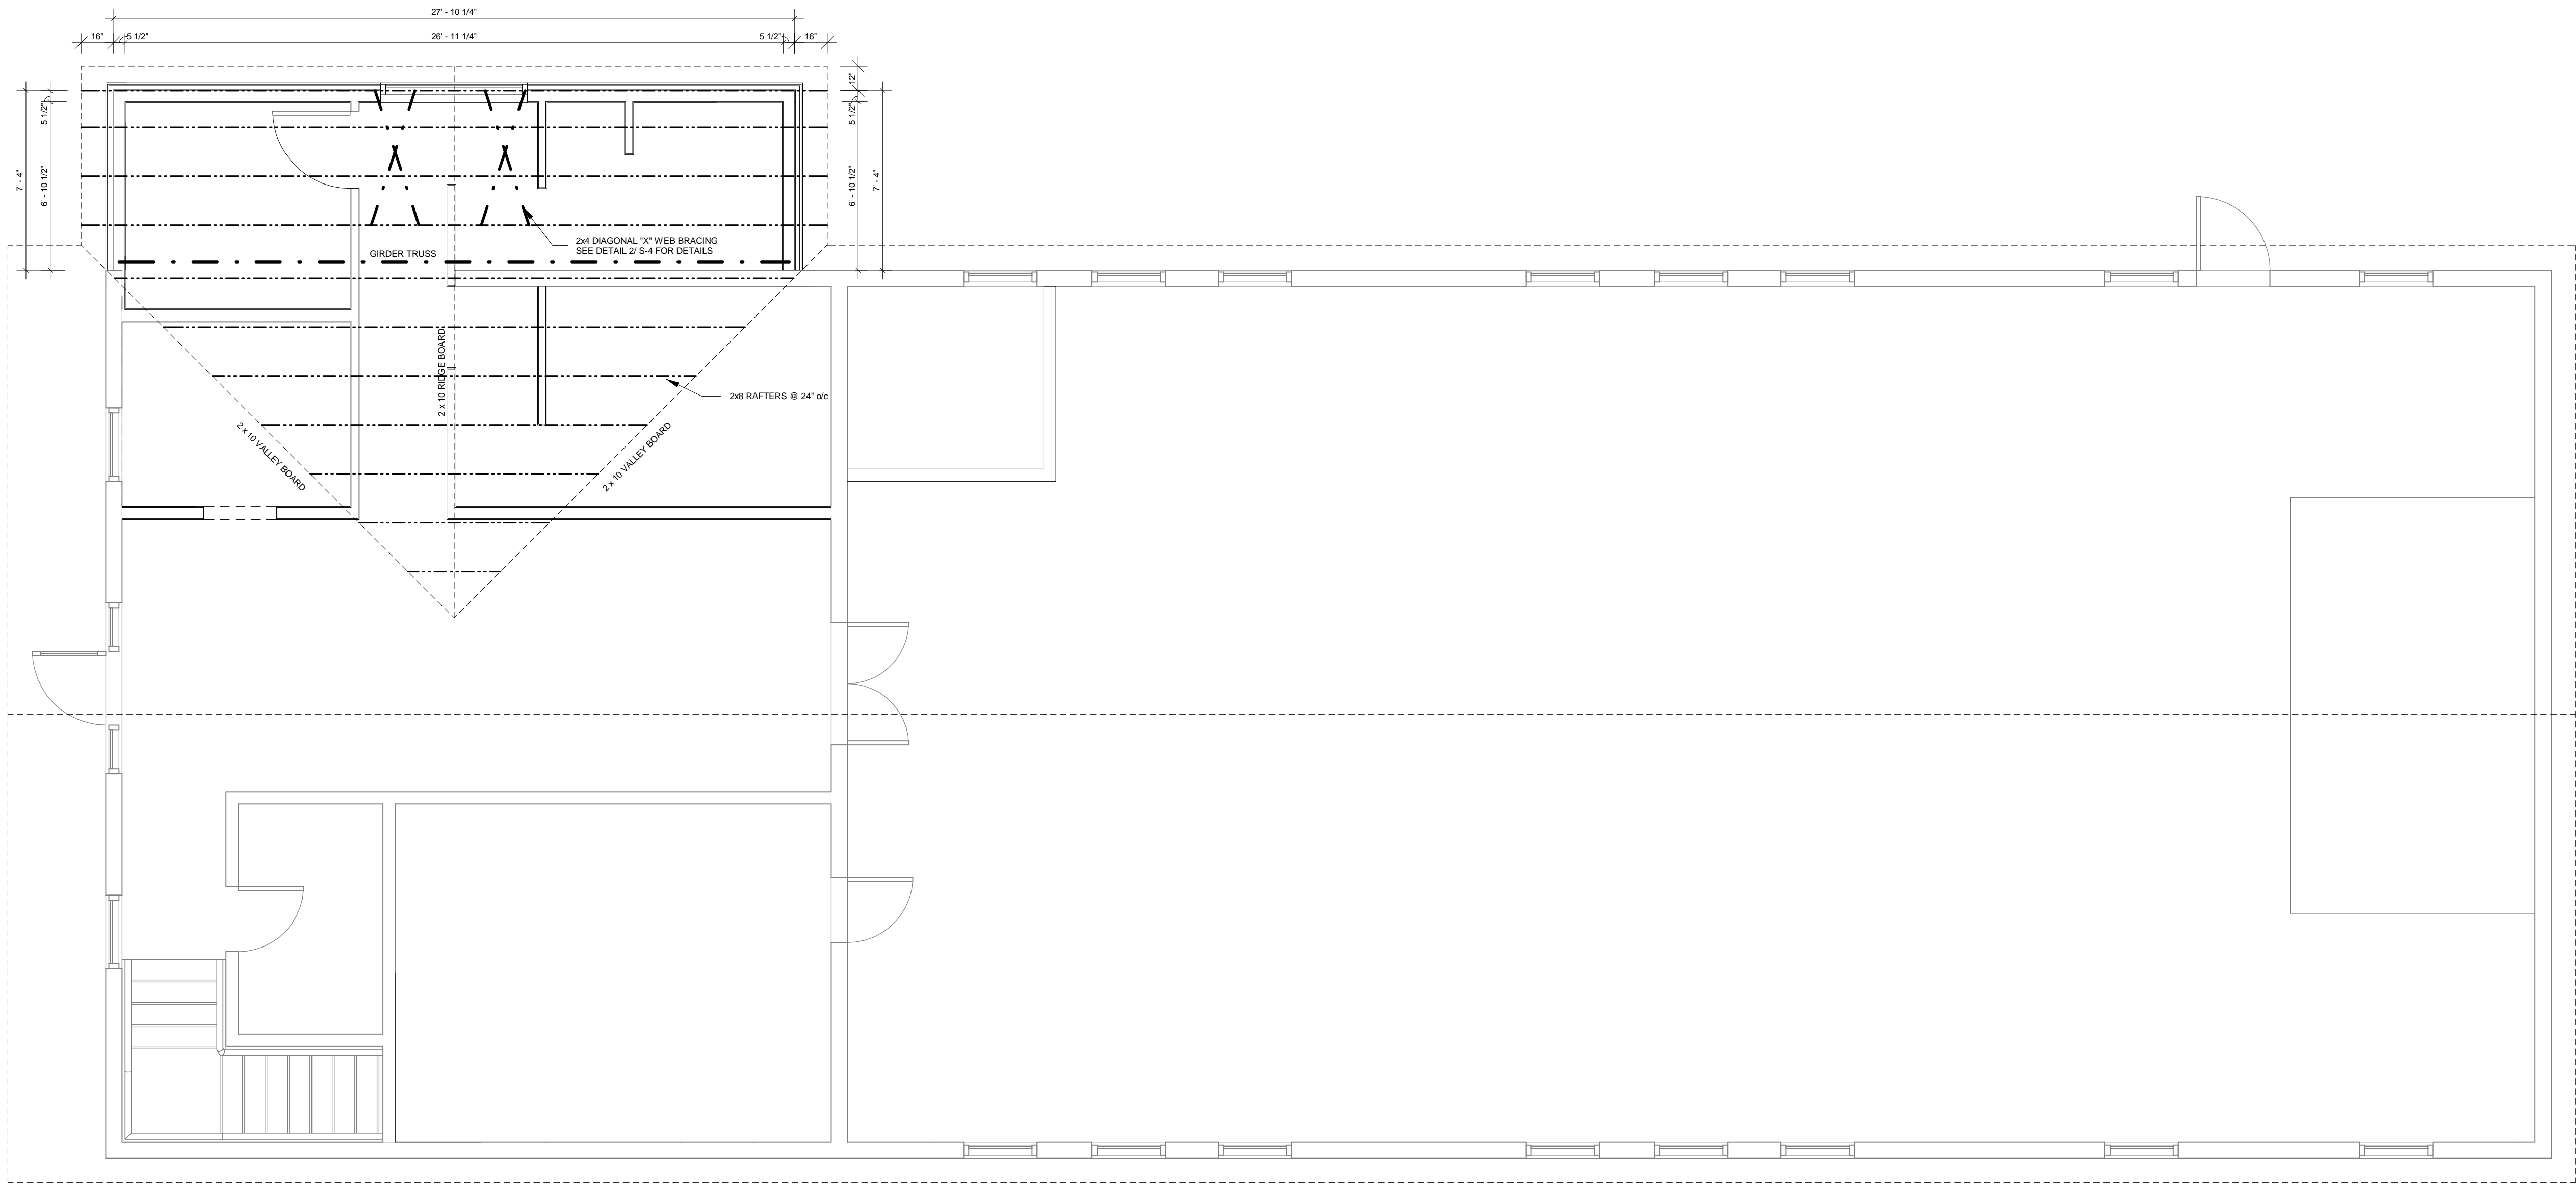 27' - 10 1/4"
16"
5 1/2"
26' - 11 1/4"
5 1/2"
16"
12"
5 1/2"
5 1/2"
7' - 4"
6' - 10 1/2"
6' - 10 1/2"
7' - 4"
2x4 DIAGONAL "X" WEB BRACING
SEE DETAIL 2/ S-4 FOR DETAILS
GIRDER TRUSS
2 x 10 RIDGE BOARD
2x8 RAFTERS @ 24" o/c
2 x 10 VALLEY BOARD
2 x 10 VALLEY BOARD